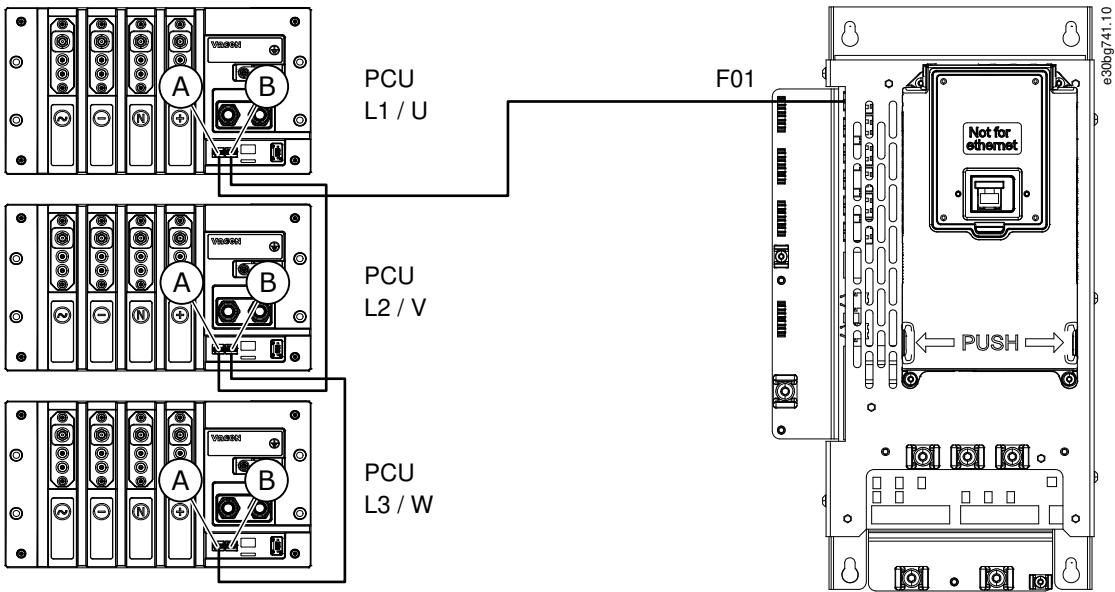 VACON
A
B
PCU
L1 / U
F01
e30bg741.10
Not for
ethernet
N
VACON
A
B
PCU
L2 / V
N
PUSH
VACON
A
B
PCU
L3 / W
N